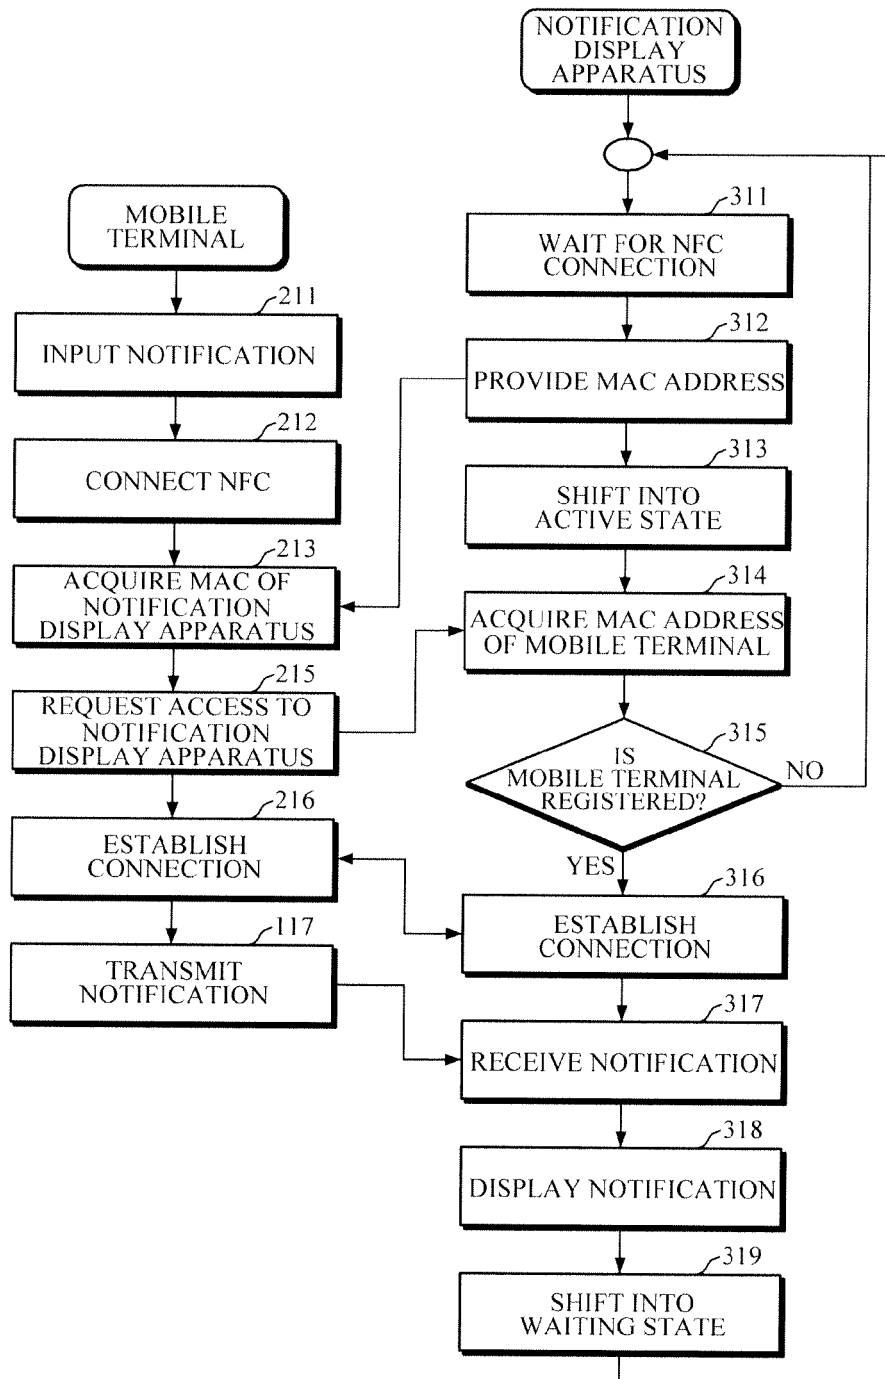 NOTIFICATION
DISPLAY
APPARATUS
311
WAIT FOR NFC
CONNECTION
312
PROVIDE MAC ADDRESS
313
SHIFT INTO
ACTIVE STATE
314
ACQUIRE MAC ADDRESS
OF MOBILE TERMINAL
315
IS
MOBILE TERMINAL
REGISTERED?
NO
YES
316
ESTABLISH
CONNECTION
317
RECEIVE NOTIFICATION
318
DISPLAY NOTIFICATION
319
SHIFT INTO
WAITING STATE
MOBILE
TERMINAL
211
INPUT NOTIFICATION
212
CONNECT NFC
213
ACQUIRE MAC OF
NOTIFICATION
DISPLAY APPARATUS
215
REQUEST ACCESS TO
NOTIFICATION
DISPLAY APPARATUS
216
ESTABLISH
CONNECTION
117
TRANSMIT
NOTIFICATION